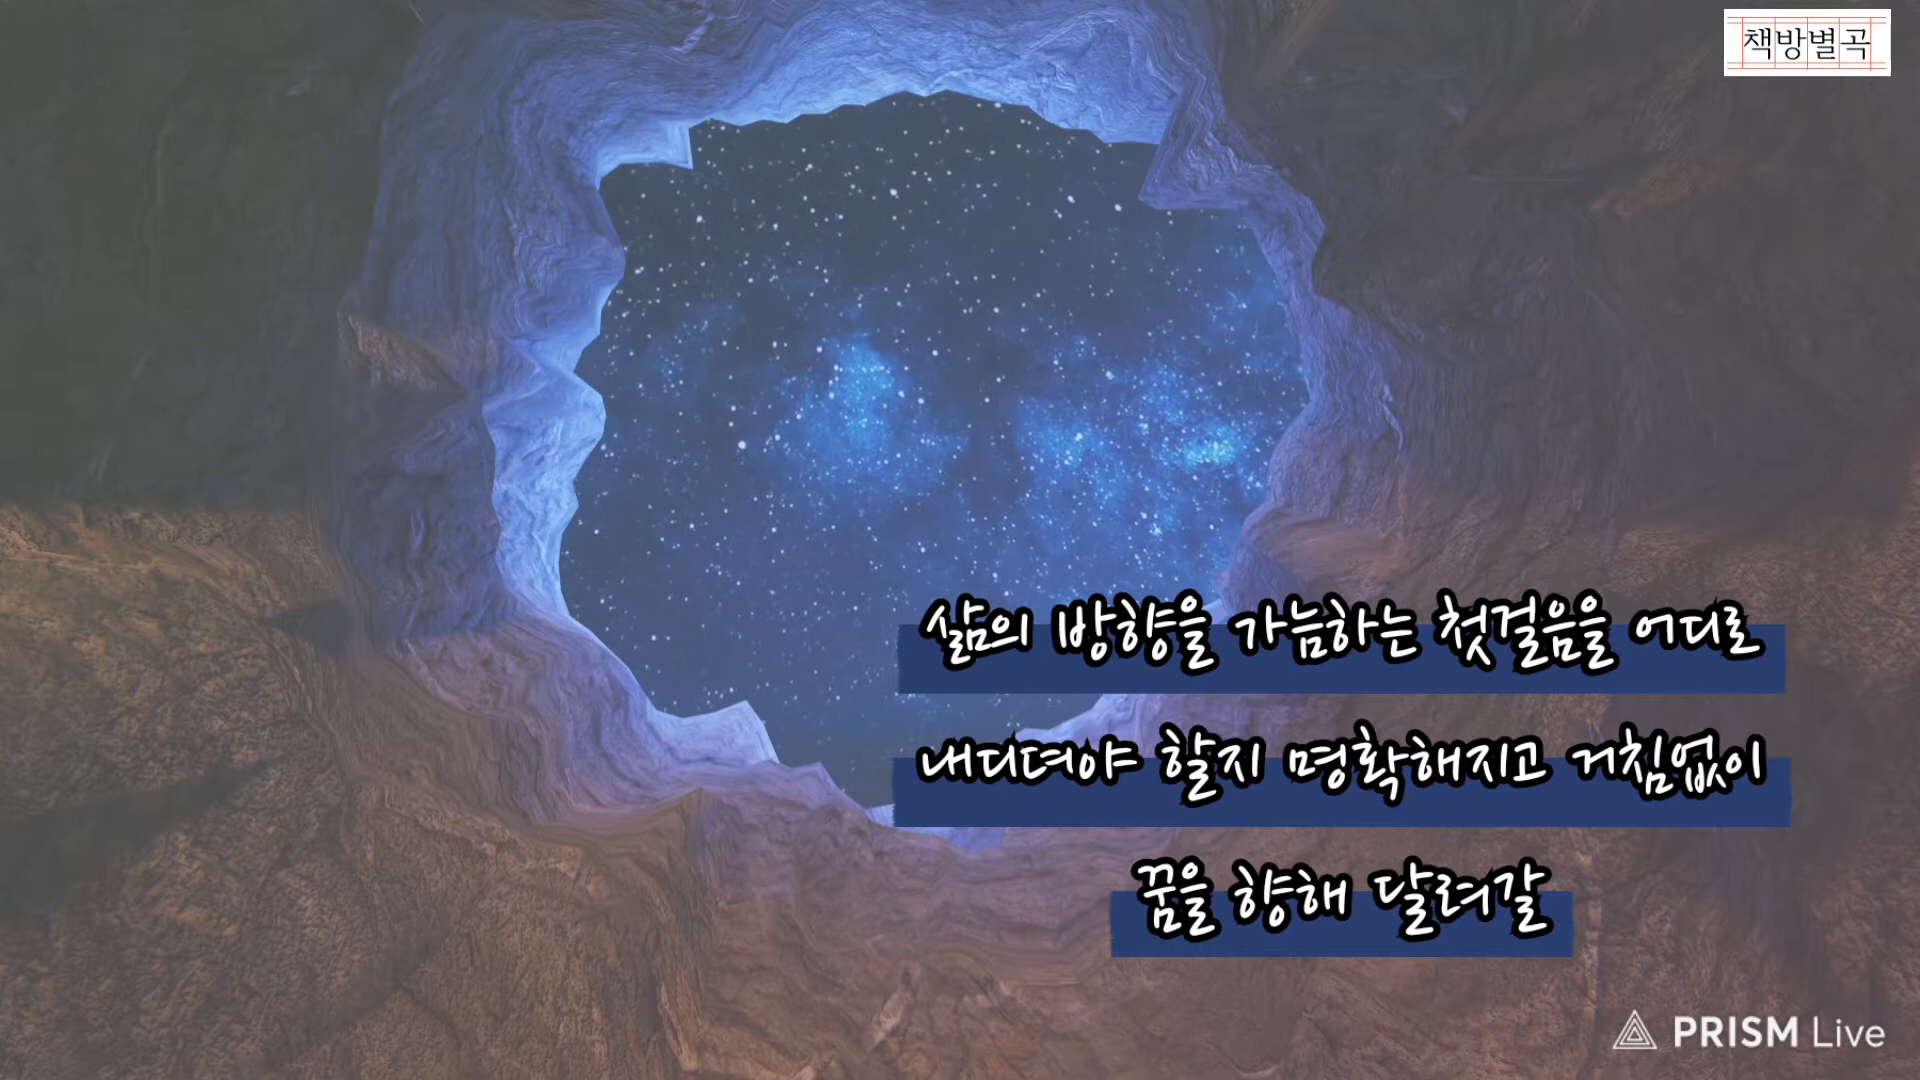 책방별곡
삶의 방향을 가늠하는 첫걸음을 어디로
내디뎌야 할지 명확해지고 거침없이
꿈을 향해 달려갈
PRISM Live